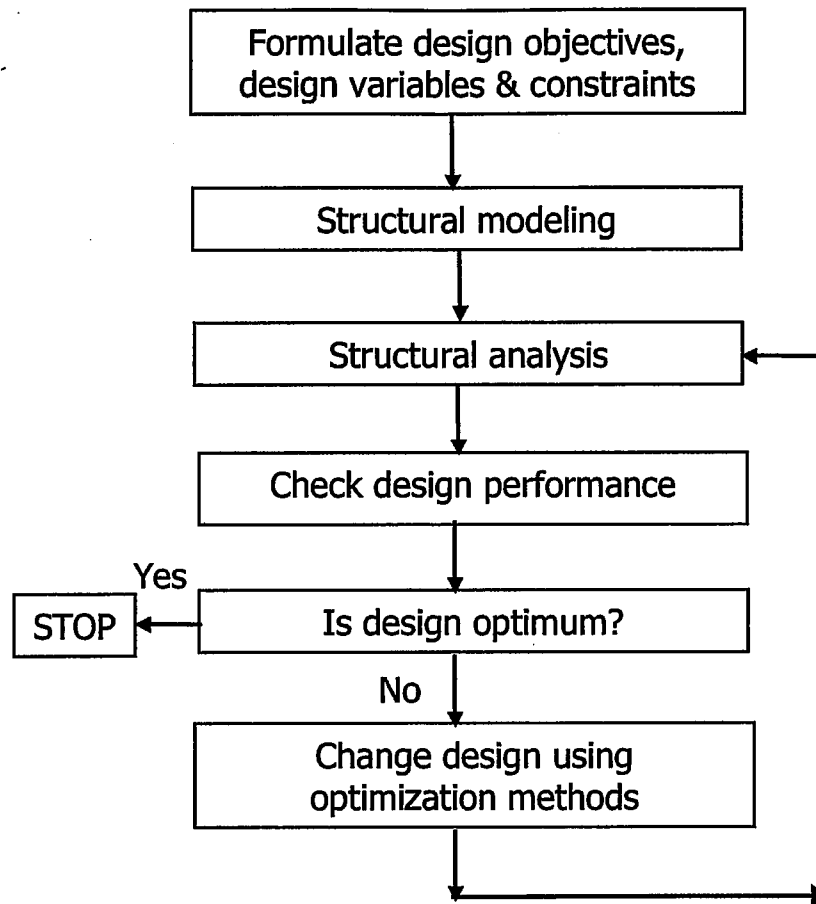 Formulate design objectives,
design variables & constraints
Structural modeling
Structural analysis
Check design performance
Yes
STOP
Is design optimum?
No
Change design using
optimization methods